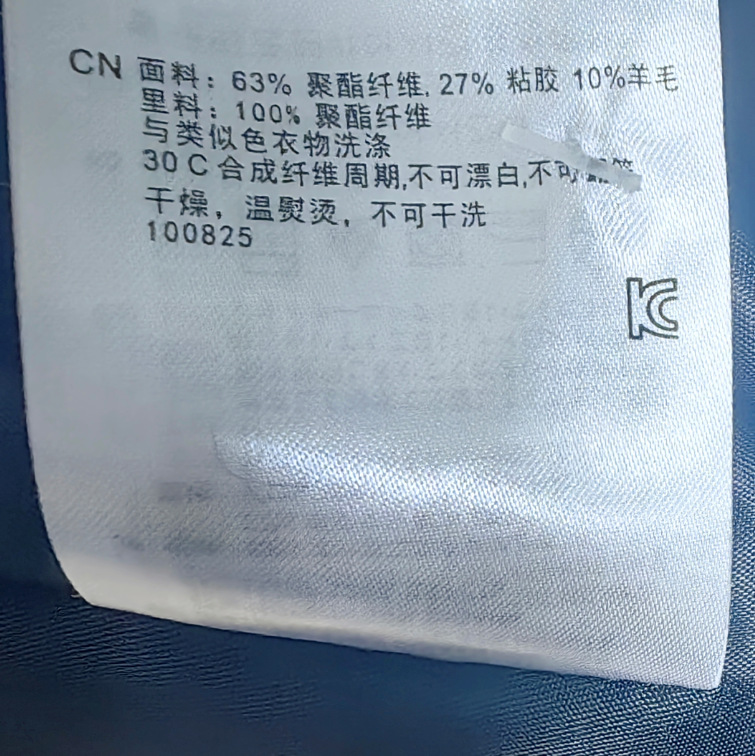 CN 面料：63% 聚酯纤维, 27% 粘胶 10%羊毛
里料：100% 聚酯纤维
与类似色衣物洗涤
30 C 合成纤维周期,不可漂白,不可
干燥，温熨烫，不可干洗
100825
KC